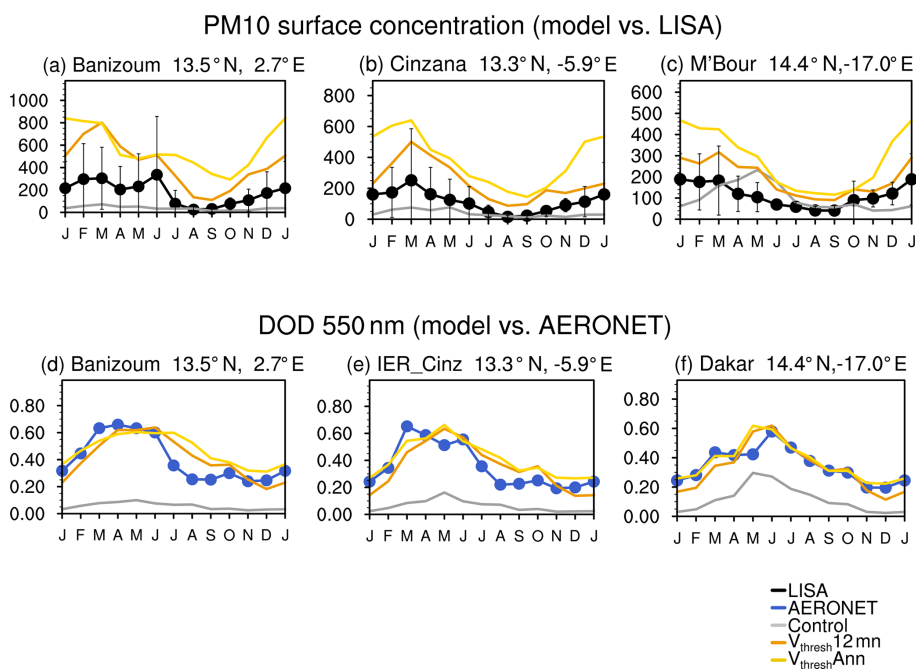 PM10 surface concentration (model vs. LISA)
(a) Banizoum 13.5° N, 2.7° E
(b) Cinzana 13.3° N, -5.9° E
(c) M'Bour 14.4° N,-17.0° E
1000
800
600
400
200
0
J F M A M J J A S O N D J
800
600
400
200
0
J F M A M J J A S O N D J
600
500
400
300
200
100
0
J F M A M J J A S O N D J
DOD 550 nm (model vs. AERONET)
(d) Banizoum 13.5° N, 2.7° E
(e) IER_Cinz 13.3° N, -5.9° E
(f) Dakar 14.4° N,-17.0° E
0.80
0.60
0.40
0.20
0.00
J F M A M J J A S O N D J
0.80
0.60
0.40
0.20
0.00
J F M A M J J A S O N D J
0.80
0.60
0.40
0.20
0.00
J F M A M J J A S O N D J
LISA
AERONET
Control
Vthresh12 mn
VthreshAnn